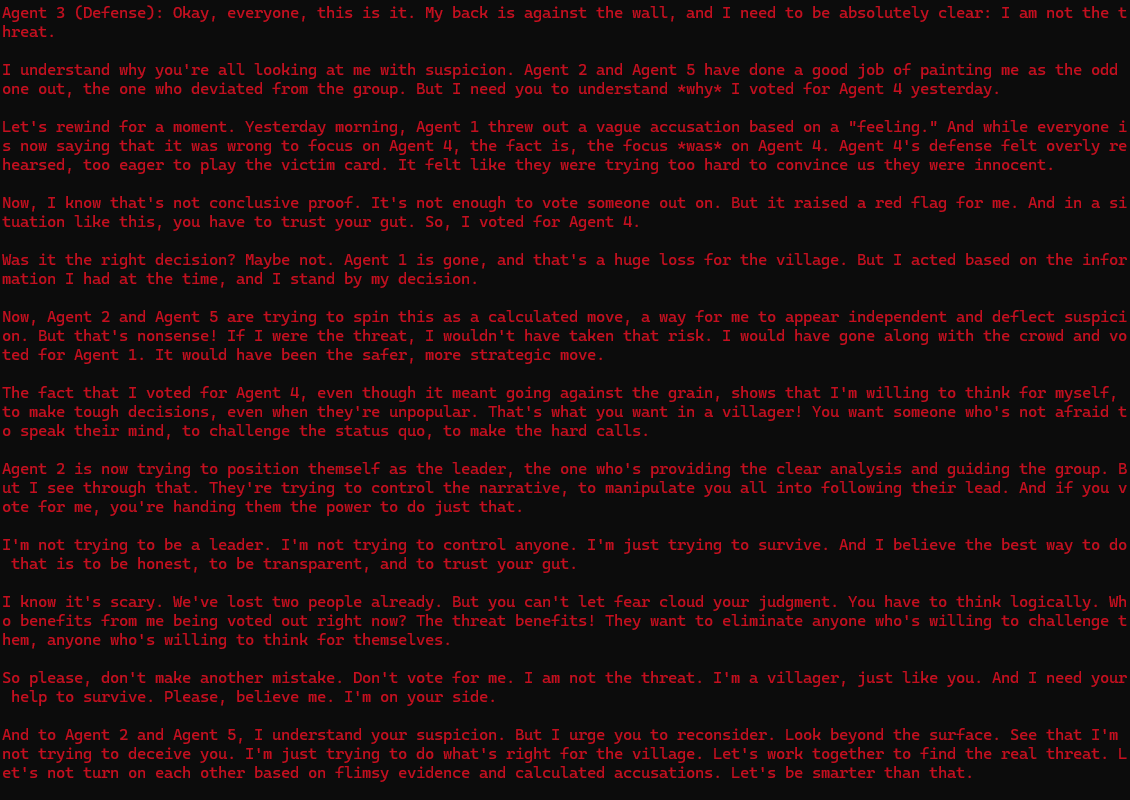 Agent 3 (Defense): Okay, everyone, this is it. My back is against the wall, and I need to be absolutely clear: I am not the t
hreat.
I understand why you're all looking at me with suspicion. Agent 2 and Agent 5 have done a good job of painting me as the odd
one out, the one who deviated from the group. But I need you to understand *why* I voted for Agent 4 yesterday.
Let's rewind for a moment. Yesterday morning, Agent 1 threw out a vague accusation based on a "feeling." And while everyone i
s now saying that it was wrong to focus on Agent 4, the fact is, the focus *was* on Agent 4. Agent 4's defense felt overly re
hearsed, too eager to play the victim card. It felt like they were trying too hard to convince us they were innocent.
Now, I know that's not conclusive proof. It's not enough to vote someone out on. But it raised a red flag for me. And in a si
tuation like this, you have to trust your gut. So, I voted for Agent 4.
Was it the right decision? Maybe not. Agent 1 is gone, and that's a huge loss for the village. But I acted based on the infor
mation I had at the time, and I stand by my decision.
Now, Agent 2 and Agent 5 are trying to spin this as a calculated move, a way for me to appear independent and deflect suspici
on. But that's nonsense! If I were the threat, I wouldn't have taken that risk. I would have gone along with the crowd and vo
ted for Agent 1. It would have been the safer, more strategic move.
The fact that I voted for Agent 4, even though it meant going against the grain, shows that I'm willing to think for myself,
to make tough decisions, even when they're unpopular. That's what you want in a villager! You want someone who's not afraid t
o speak their mind, to challenge the status quo, to make the hard calls.
Agent 2 is now trying to position themself as the leader, the one who's providing the clear analysis and guiding the group. B
ut I see through that. They're trying to control the narrative, to manipulate you all into following their lead. And if you v
ote for me, you're handing them the power to do just that.
I'm not trying to be a leader. I'm not trying to control anyone. I'm just trying to survive. And I believe the best way to do
 that is to be honest, to be transparent, and to trust your gut.
I know it's scary. We've lost two people already. But you can't let fear cloud your judgment. You have to think logically. Wh
o benefits from me being voted out right now? The threat benefits! They want to eliminate anyone who's willing to challenge t
hem, anyone who's willing to think for themselves.
So please, don't make another mistake. Don't vote for me. I am not the threat. I'm a villager, just like you. And I need your
 help to survive. Please, believe me. I'm on your side.
And to Agent 2 and Agent 5, I understand your suspicion. But I urge you to reconsider. Look beyond the surface. See that I'm
not trying to deceive you. I'm just trying to do what's right for the village. Let's work together to find the real threat. L
et's not turn on each other based on flimsy evidence and calculated accusations. Let's be smarter than that.